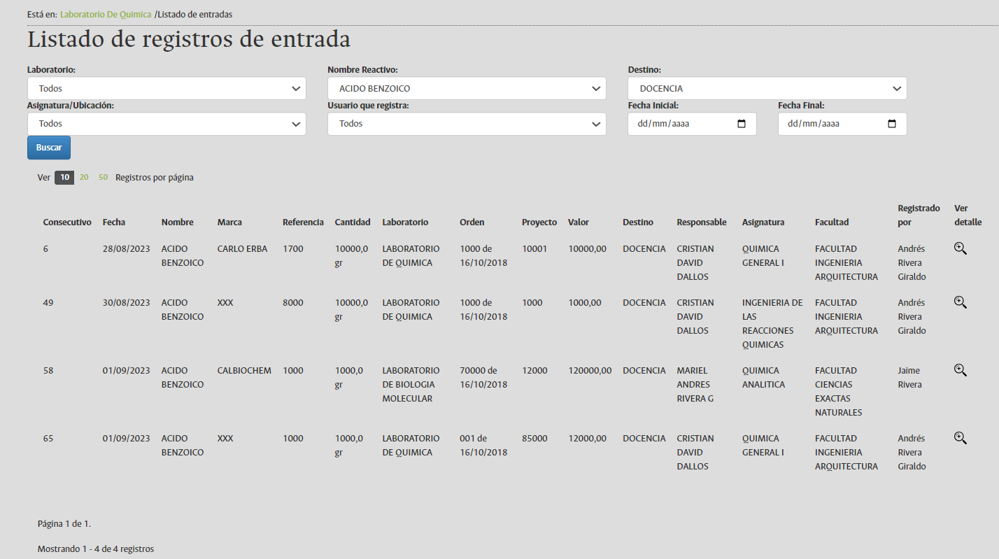 Está en: Laboratorio De Quimica /Listado de entradas
Listado de registros de entrada
Laboratorio: Nombre Reactivo: Destino:
Todos ACIDO BENZOICO DOCENCIA
Asignatura/Ubicación: Usuario que registra: Fecha Inicial: Fecha Final:
Todos Todos dd/mm/aaaa dd/mm/aaaa
Buscar
Ver 10 20 50 Registros por página
Registrado Ver
Consecutivo Fecha Nombre Marca Referencia Cantidad Laboratorio Orden Proyecto Valor Destino Responsable Asignatura Facultad por detalle
6 28/08/2023 ACIDO CARLO ERBA 1700 10000,0 LABORATORIO 1000 de 10001 10000,00 DOCENCIA CRISTIAN QUIMICA FACULTAD Andrés
BENZOICO gr DE QUIMICA 16/10/2018 DAVID GENERAL I INGENIERIA Rivera
DALLOS ARQUITECTURA Giraldo
49 30/08/2023 ACIDO XXX 8000 10000,0 LABORATORIO 1000 de 1000 1000,00 DOCENCIA CRISTIAN INGENIERIA DE FACULTAD Andrés
BENZOICO gr DE QUIMICA 16/10/2018 DAVID LAS INGENIERIA Rivera
DALLOS REACCIONES ARQUITECTURA Giraldo
QUIMICAS
58 01/09/2023 ACIDO CALBIOCHEM 1000 1000,0 LABORATORIO 70000 de 12000 120000,00 DOCENCIA MARIEL QUIMICA FACULTAD Jaime
BENZOICO gr DE BIOLOGIA 16/10/2018 ANDRES ANALITICA CIENCIAS Rivera
MOLECULAR RIVERA G EXACTAS
NATURALES
65 01/09/2023 ACIDO XXX 1000 1000,0 LABORATORIO 001 de 85000 12000,00 DOCENCIA CRISTIAN QUIMICA FACULTAD Andrés
BENZOICO gr DE QUIMICA 16/10/2018 DAVID GENERAL I INGENIERIA Rivera
DALLOS ARQUITECTURA Giraldo
Página 1 de 1.
Mostrando 1 - 4 de 4 registros